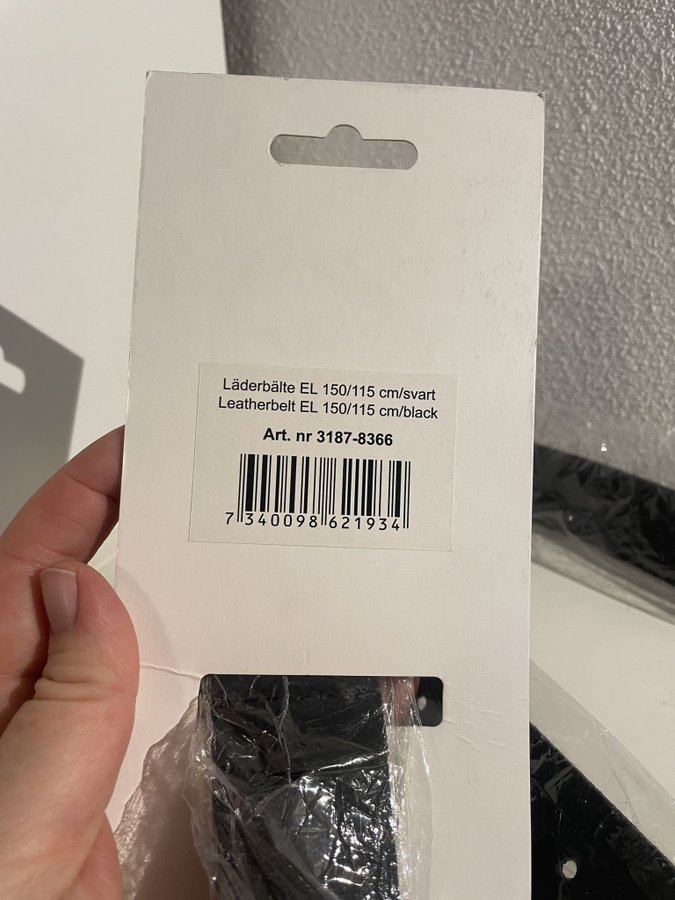 Läderbälte EL 150/115 cm/svart
Leatherbelt EL 150/115 cm/black
Art. nr 3187-8366
7 340098 621934